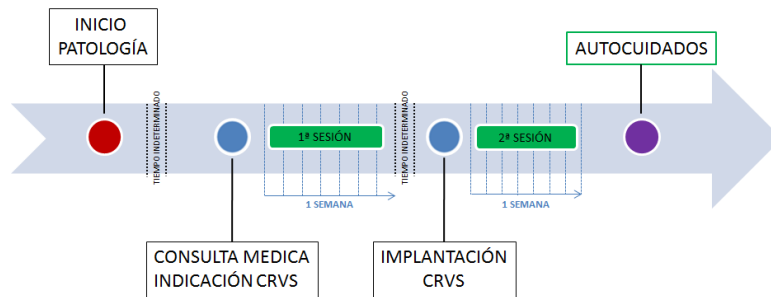 INICIO
PATOLOGÍA
AUTOCUIDADOS
TIEMPO INDETERMINADO
1ª SESIÓN
TIEMPO INDETERMINADO
2ª SESIÓN
1 SEMANA
1 SEMANA
CONSULTA MEDICA
INDICACIÓN CRVS
IMPLANTACIÓN
CRVS